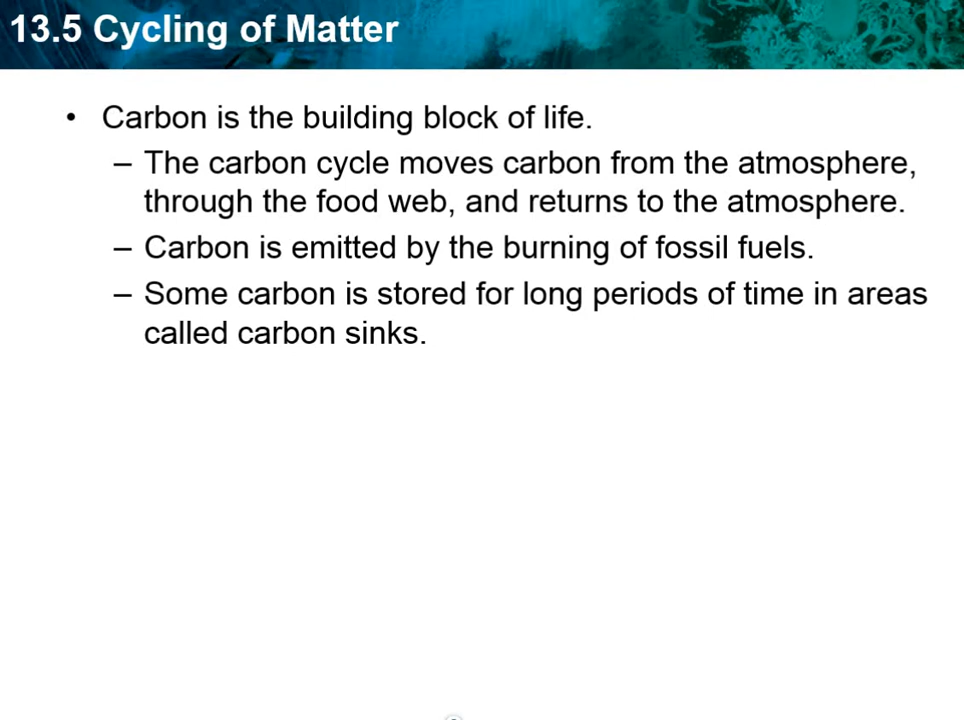 13.5 Cycling of Matter
• Carbon is the building block of life.
– The carbon cycle moves carbon from the atmosphere,
through the food web, and returns to the atmosphere.
– Carbon is emitted by the burning of fossil fuels.
– Some carbon is stored for long periods of time in areas
called carbon sinks.